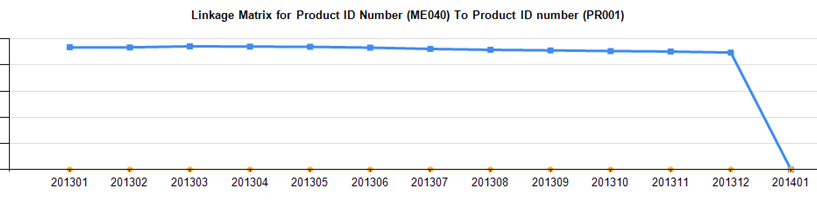 Linkage Matrix for Product ID Number (ME040) To Product ID number (PR001)
201301 201302 201303 201304 201305 201306 201307 201308 201309 201310 201311 201312 201401